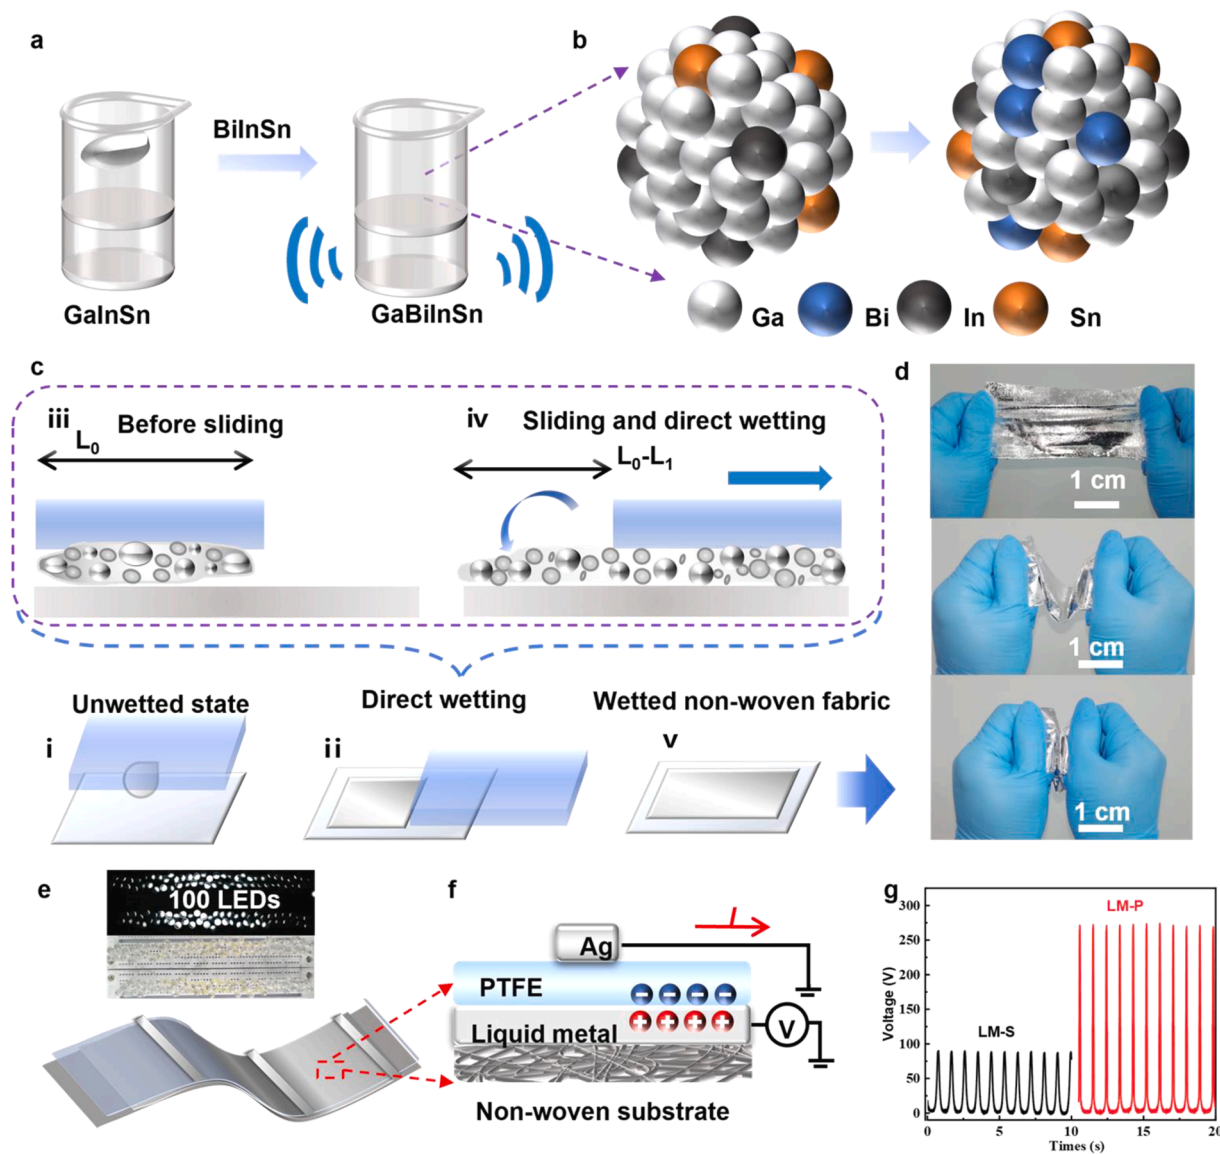 a
BiInSn
GaInSn
GaBiInSn
b
Ga
Bi
In
Sn
c
iii
Before sliding
L0
iv
Sliding and direct wetting
L0-L1
Unwetted state
i
Direct wetting
ii
Wetted non-woven fabric
v
d
1 cm
1 cm
1 cm
e
100 LEDs
f
I
Ag
PTFE
− − − −
+ + + +
Liquid metal
V
Non-woven substrate
g
Voltage (V)
300
250
200
150
100
50
0
LM-S
LM-P
0 5 10 15 20
Times (s)